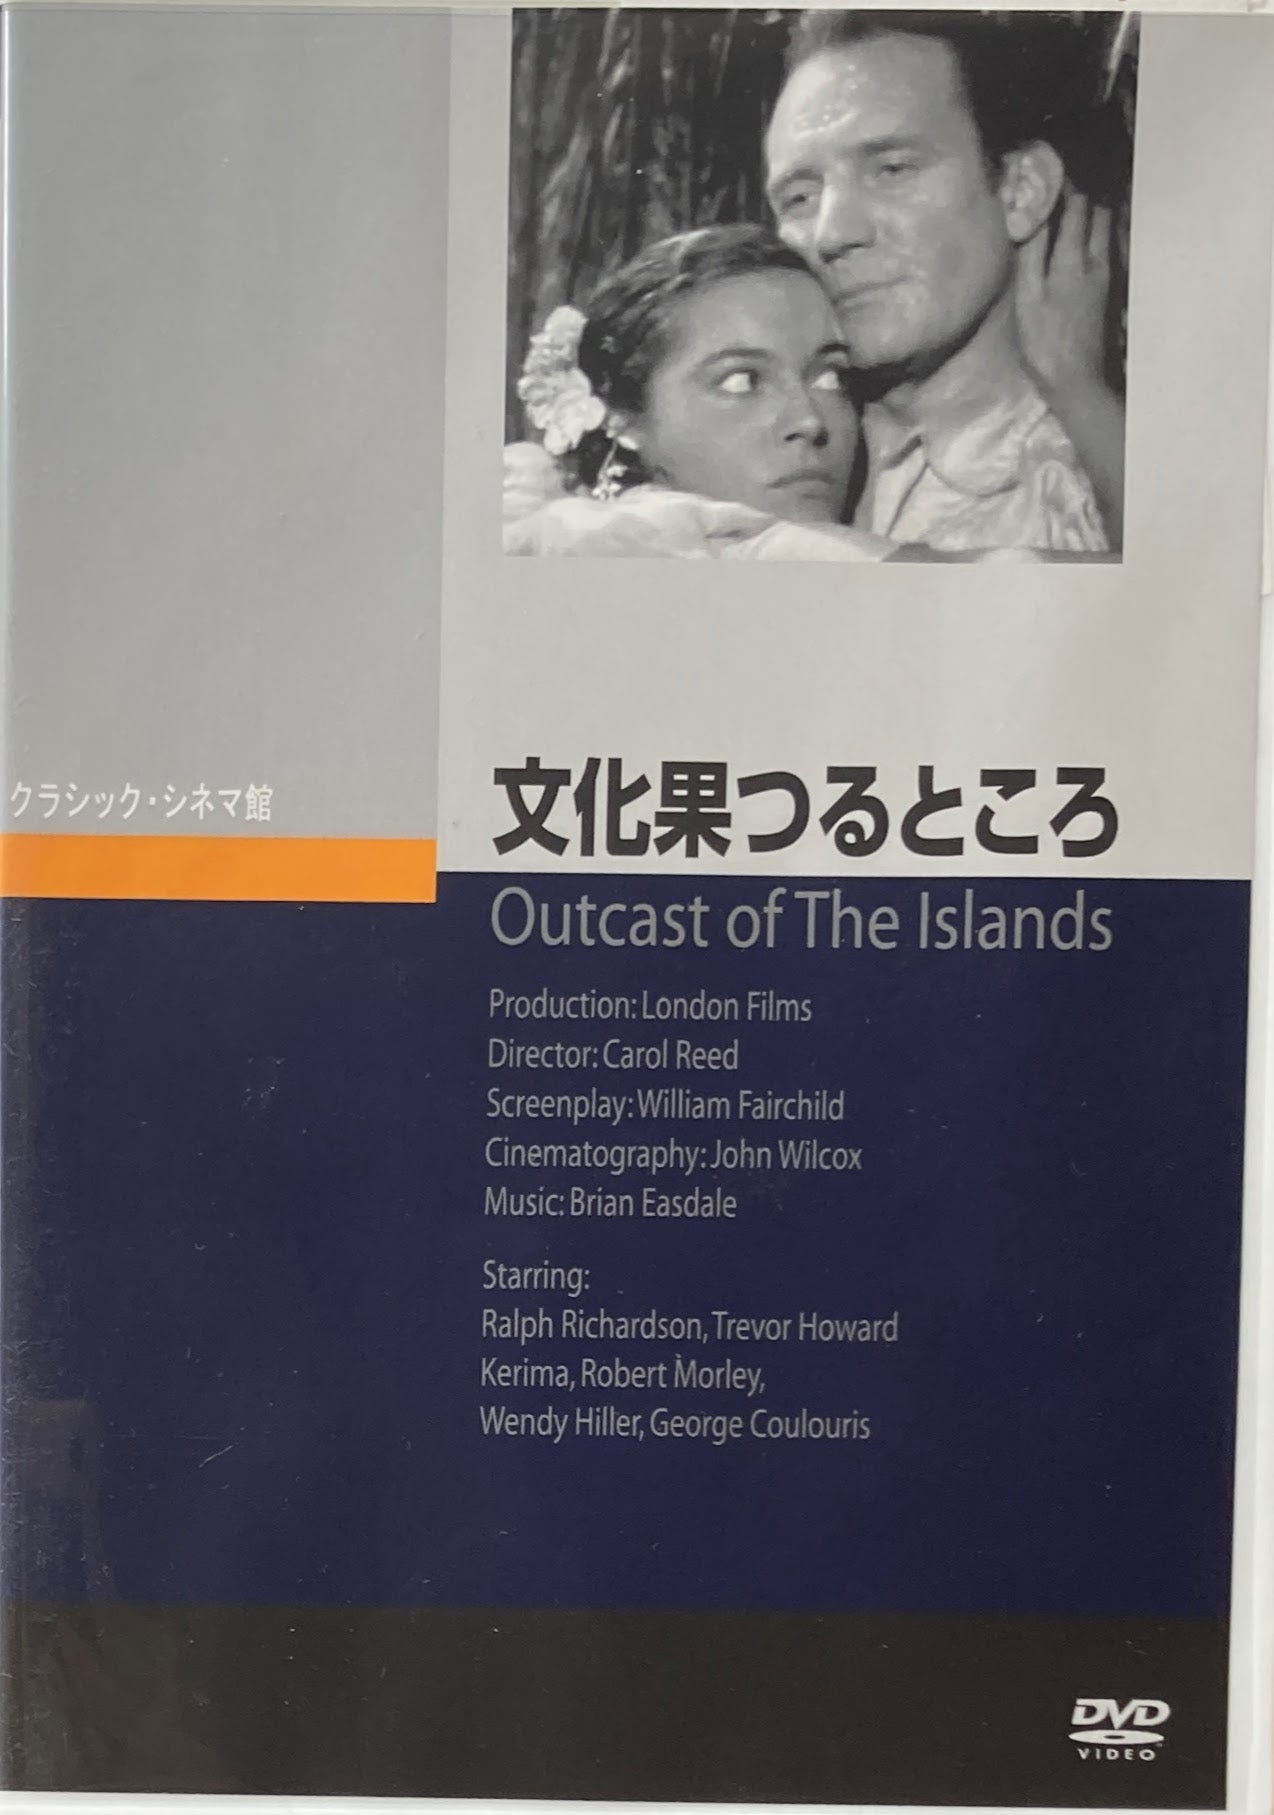 クラシック・シネマ館
文化果つるところ
Outcast of The Islands
Production: London Films
Director: Carol Reed
Screenplay: William Fairchild
Cinematography: John Wilcox
Music: Brian Easdale
Starring:
Ralph Richardson, Trevor Howard
Kerima, Robert Morley,
Wendy Hiller, George Coulouris
DVD
VIDEO